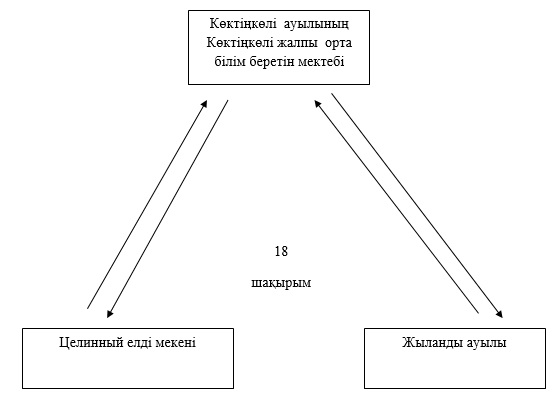 Көктіңкөлі ауылының
Көктіңкөлі жалпы орта
білім беретін мектебі
18
шақырым
Целинный елді мекені
Жыланды ауылы